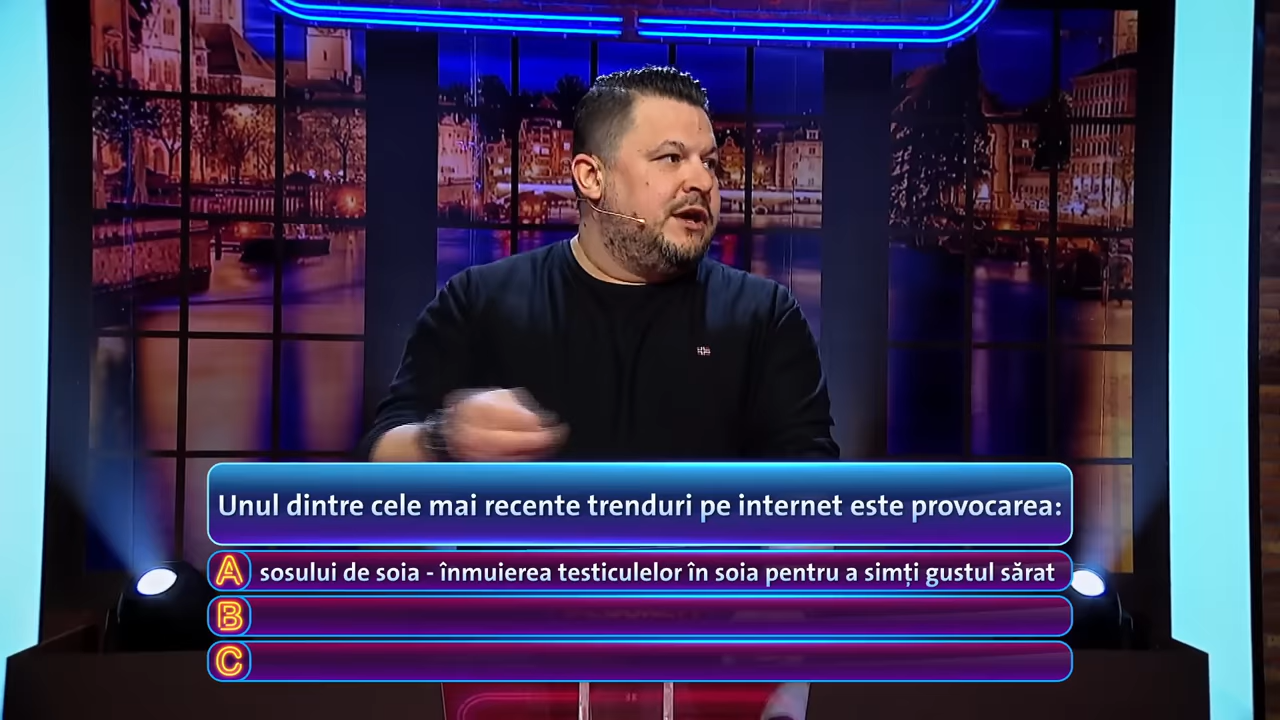 Unul dintre cele mai recente trenduri pe internet este provocarea:
A sosului de soia - înmuierea testiculelor în soia pentru a simți gustul sărat
B
C